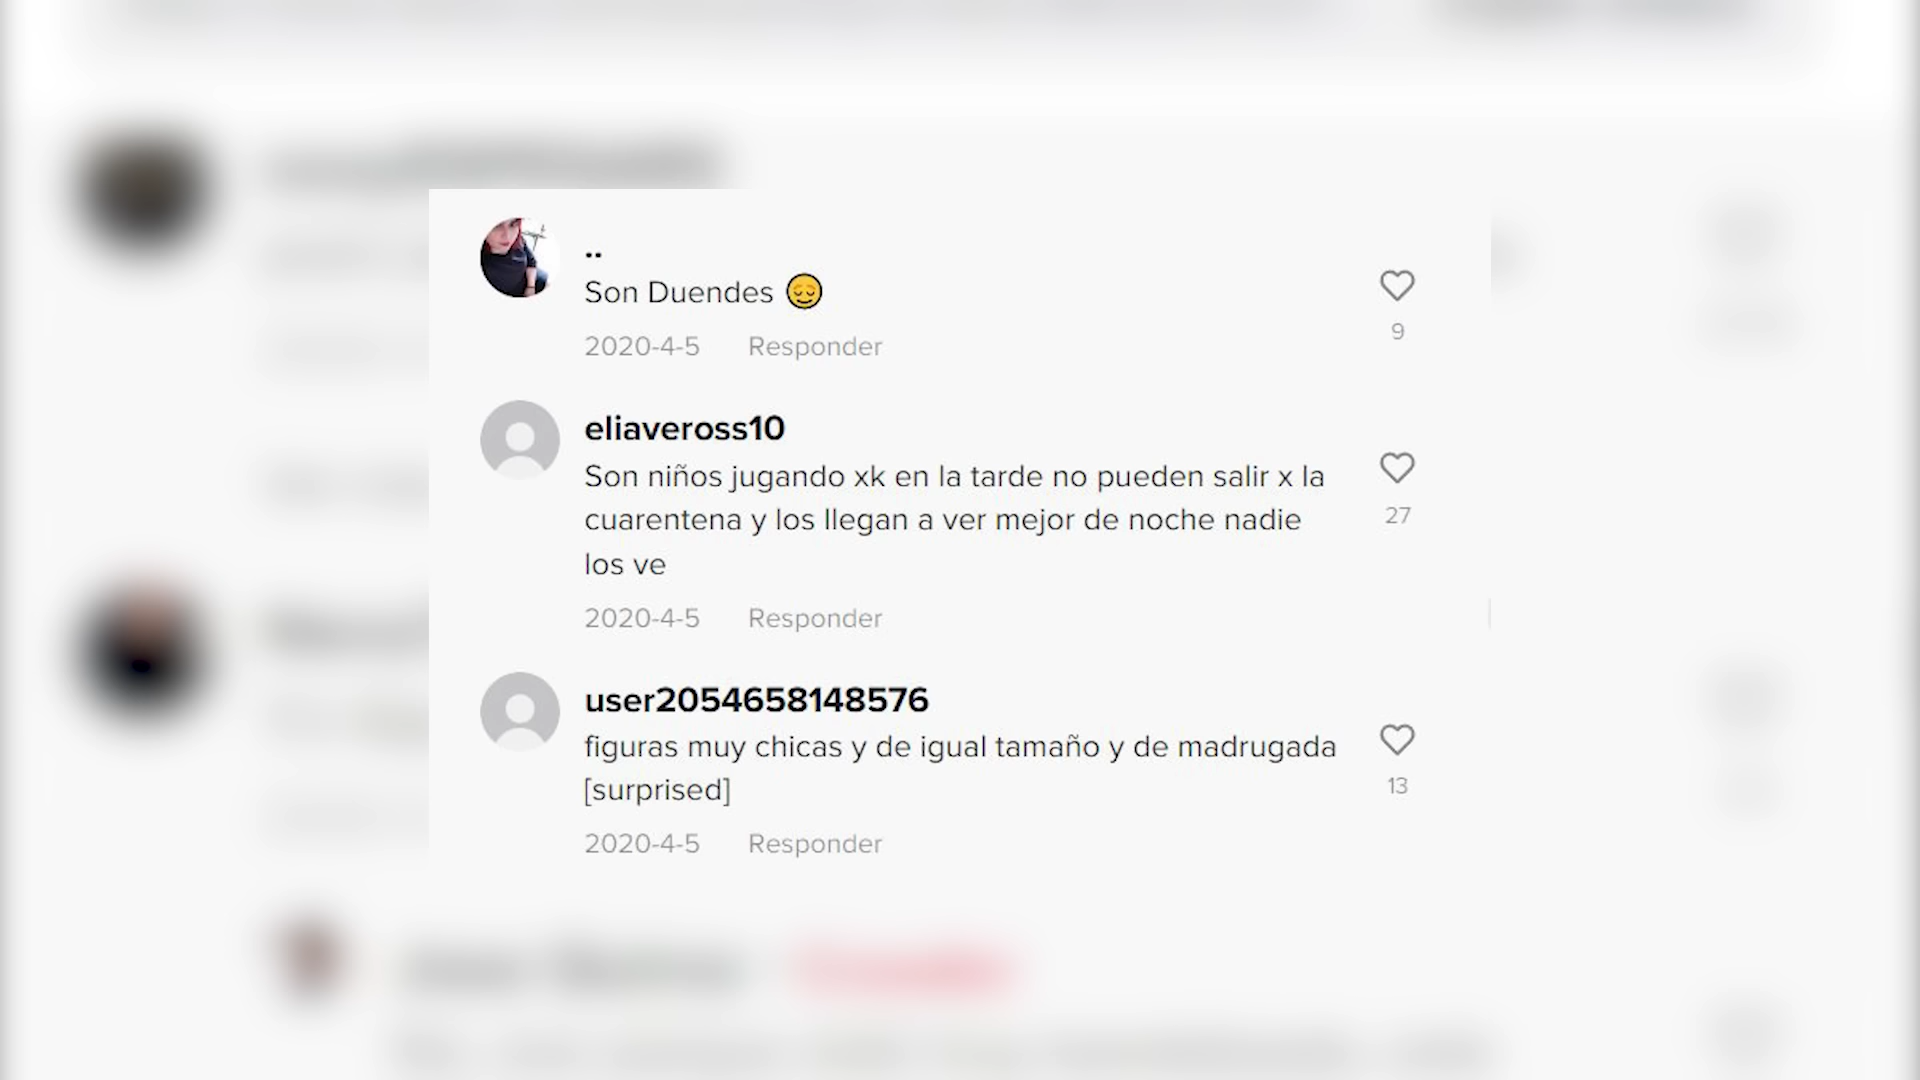 ..
Son Duendes 😌
2020-4-5 Responder
9
eliaveross10
Son niños jugando xk en la tarde no pueden salir x la
cuarentena y los llegan a ver mejor de noche nadie
los ve
2020-4-5 Responder
27
user2054658148576
figuras muy chicas y de igual tamaño y de madrugada
[surprised]
2020-4-5 Responder
13